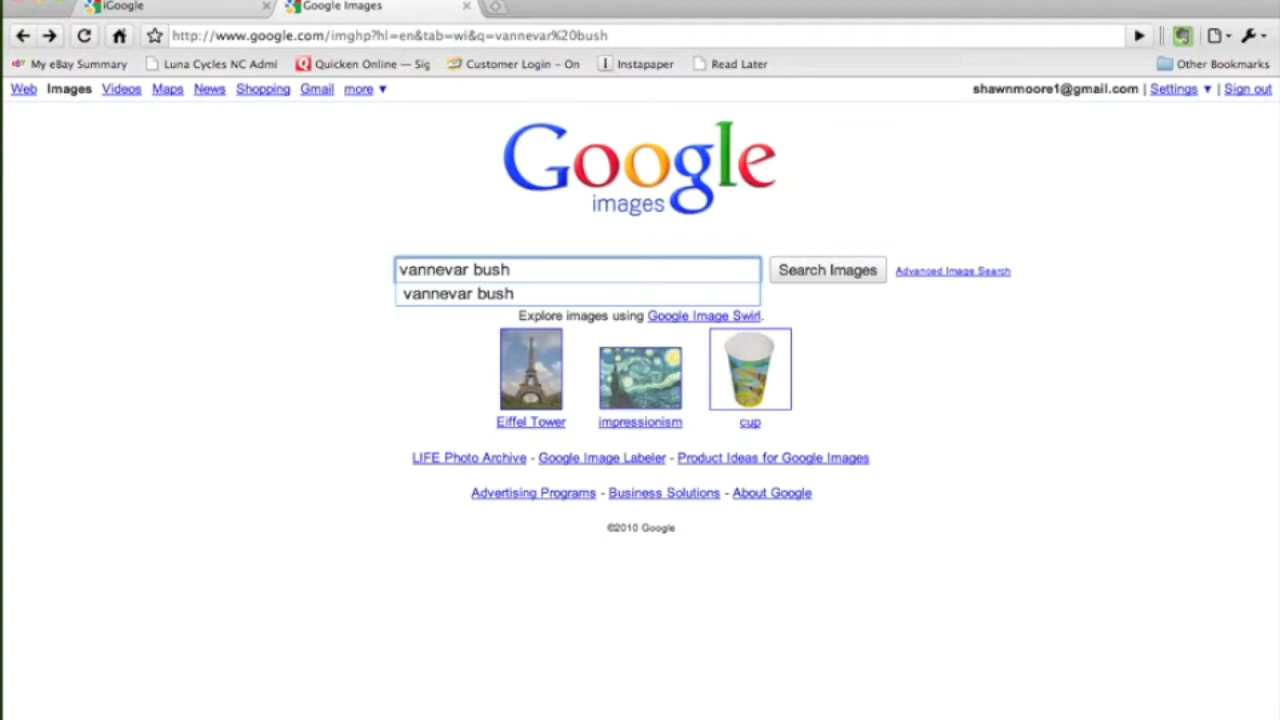 iGoogle Google Images
http://www.google.com/imghp?hl=en&tab=wi&q=vannevar%20bush
My eBay Summary Luna Cycles NC Admi Quicken Online — Sig Customer Login – On Instapaper Read Later Other Bookmarks
Web Images Videos Maps News Shopping Gmail more ▼ shawnmoore1@gmail.com | Settings ▼ | Sign out
Google
images
vannevar bush Search Images Advanced Image Search
vannevar bush
Explore images using Google Image Swirl.
Eiffel Tower impressionism cup
LIFE Photo Archive - Google Image Labeler - Product Ideas for Google Images
Advertising Programs - Business Solutions - About Google
©2010 Google